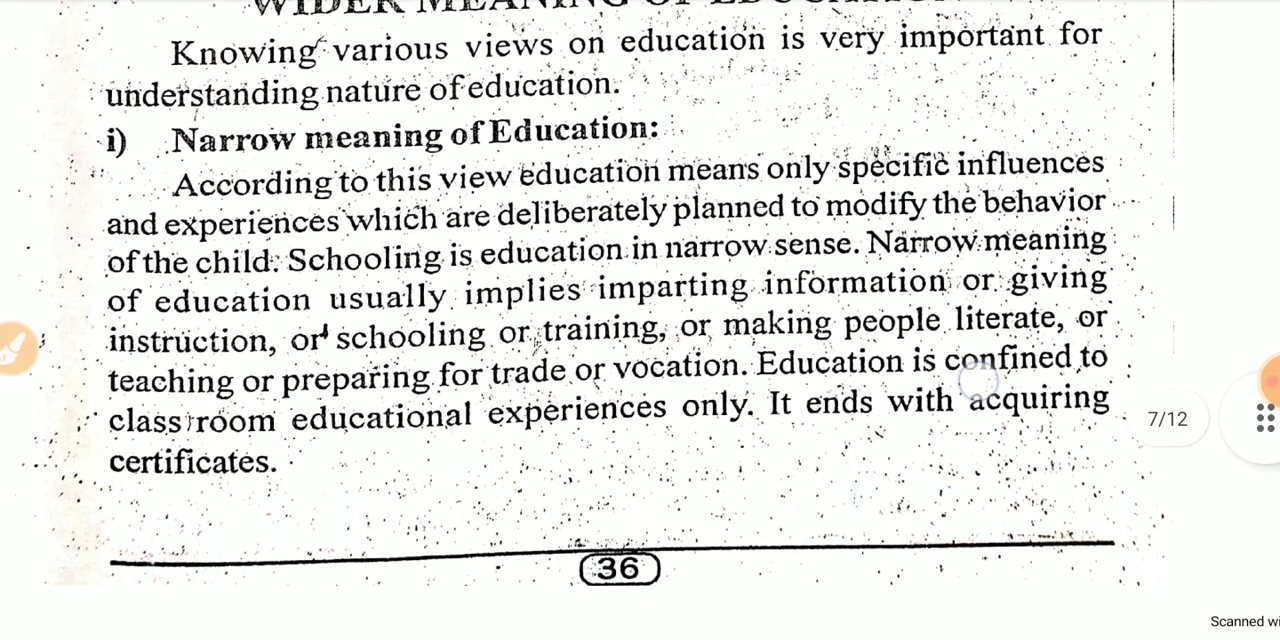 WIDER MEANING OF EDUCATION
Knowing various views on education is very important for
understanding nature of education.
i) Narrow meaning of Education:
According to this view education means only specific influences
and experiences which are deliberately planned to modify the behavior
of the child. Schooling is education in narrow sense. Narrow meaning
of education usually implies imparting information or giving
instruction, or schooling or training, or making people literate, or
teaching or preparing for trade or vocation. Education is confined to
class room educational experiences only. It ends with acquiring
certificates.
7/12
36
Scanned wi